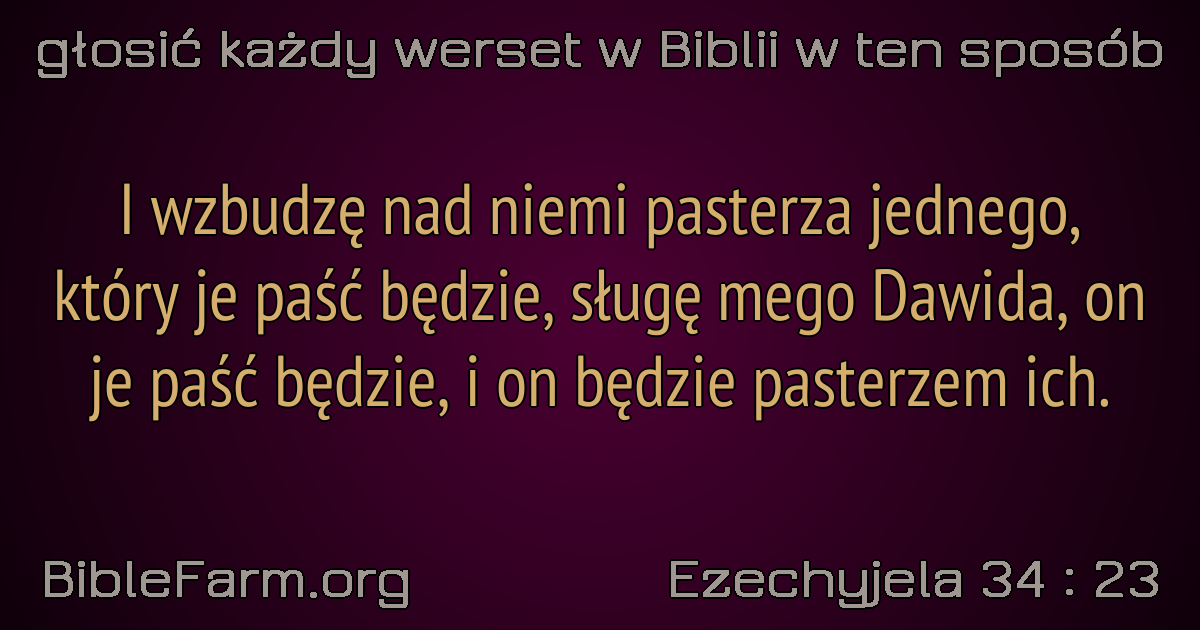 głosić każdy werset w Biblii w ten sposób
I wzbudzę nad niemi pasterza jednego,
który je paść będzie, sługę mego Dawida, on
je paść będzie, i on będzie pasterzem ich.
BibleFarm.org
Ezechyjela 34 : 23